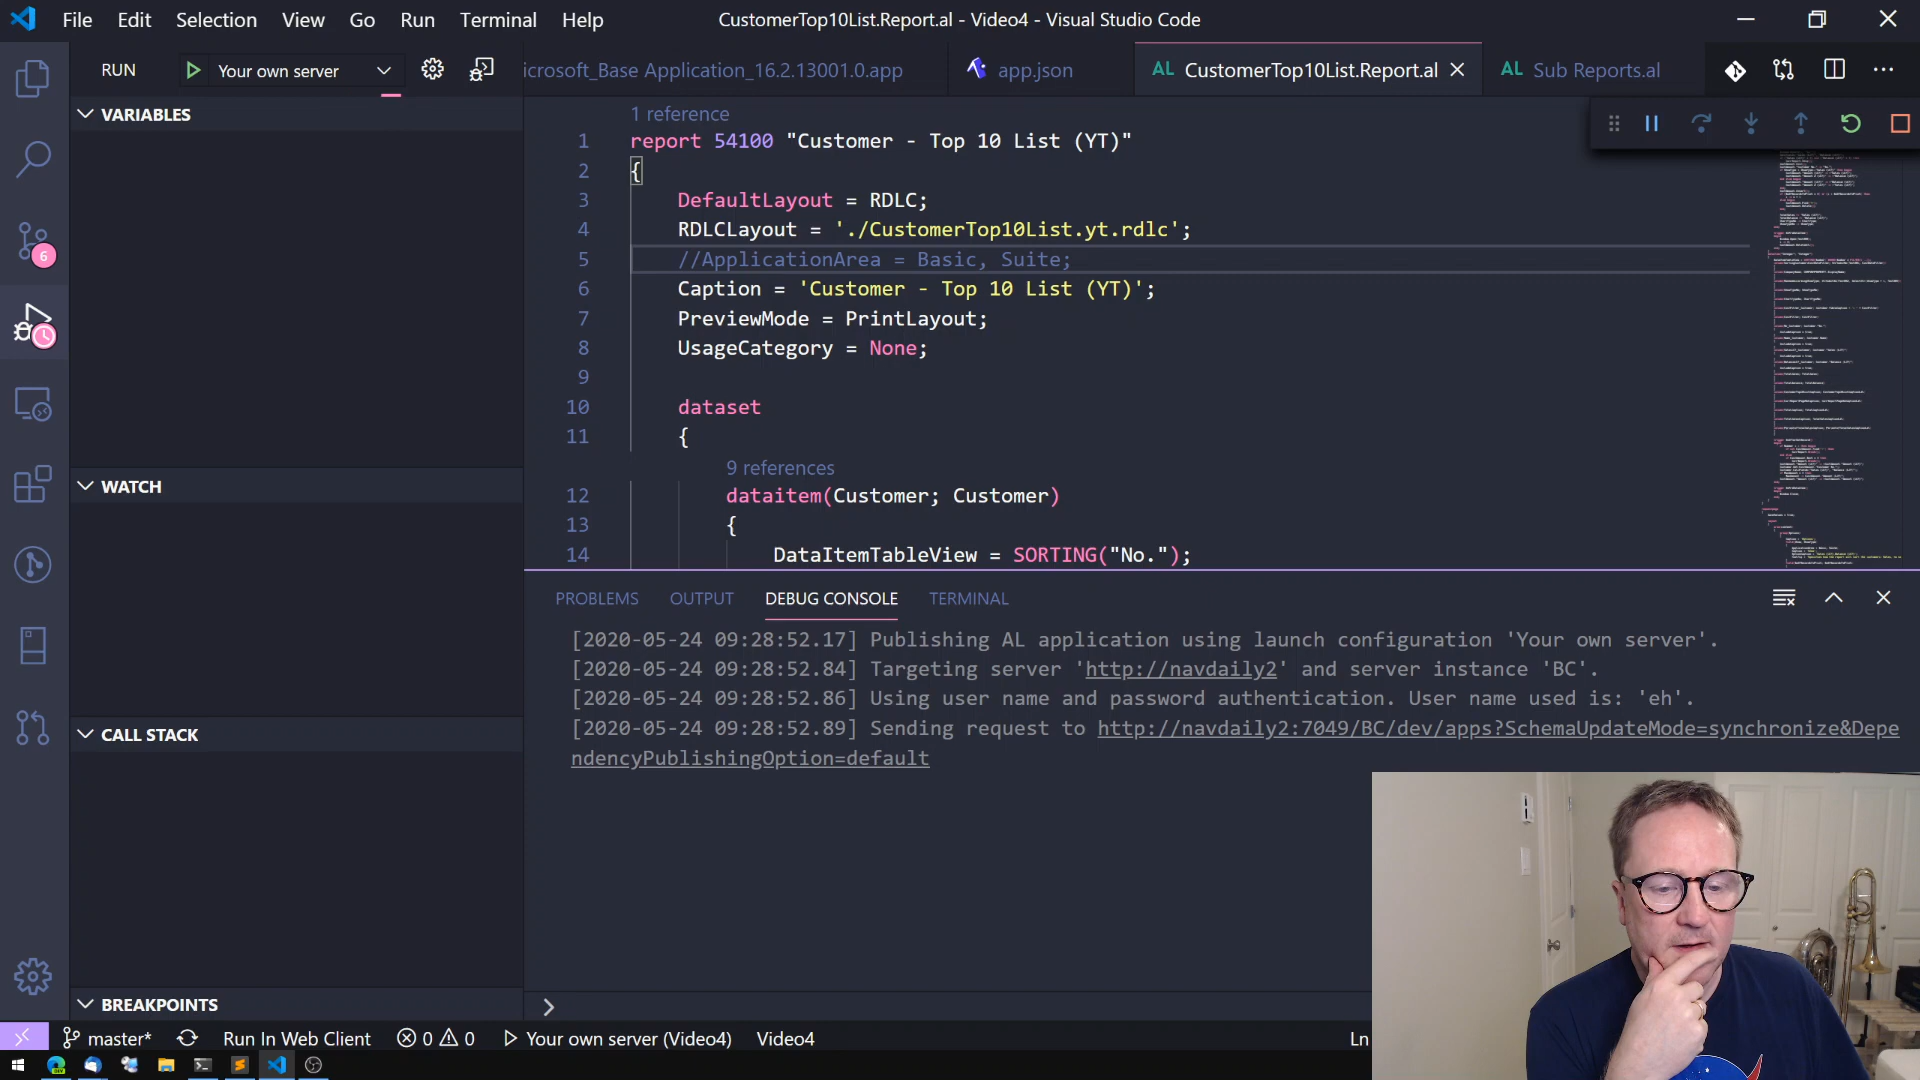 File Edit Selection View Go Run Terminal Help
CustomerTop10List.Report.al - Video4 - Visual Studio Code
RUN
Your own server
icrosoft_Base Application_16.2.13001.0.app
app.json
AL CustomerTop10List.Report.al
AL Sub Reports.al
VARIABLES
WATCH
CALL STACK
BREAKPOINTS
6
1 reference
1 report 54100 "Customer - Top 10 List (YT)"
2 {
3 DefaultLayout = RDLC;
4 RDLCLayout = './CustomerTop10List.yt.rdlc';
5 //ApplicationArea = Basic, Suite;
6 Caption = 'Customer - Top 10 List (YT)';
7 PreviewMode = PrintLayout;
8 UsageCategory = None;
9
10 dataset
11 {
9 references
12 dataitem(Customer; Customer)
13 {
14 DataItemTableView = SORTING("No.");
PROBLEMS OUTPUT DEBUG CONSOLE TERMINAL
[2020-05-24 09:28:52.17] Publishing AL application using launch configuration 'Your own server'.
[2020-05-24 09:28:52.84] Targeting server 'http://navdaily2' and server instance 'BC'.
[2020-05-24 09:28:52.86] Using user name and password authentication. User name used is: 'eh'.
[2020-05-24 09:28:52.89] Sending request to http://navdaily2:7049/BC/dev/apps?SchemaUpdateMode=synchronize&Depe
ndencyPublishingOption=default
master* Run In Web Client 0 0 Your own server (Video4) Video4 Ln